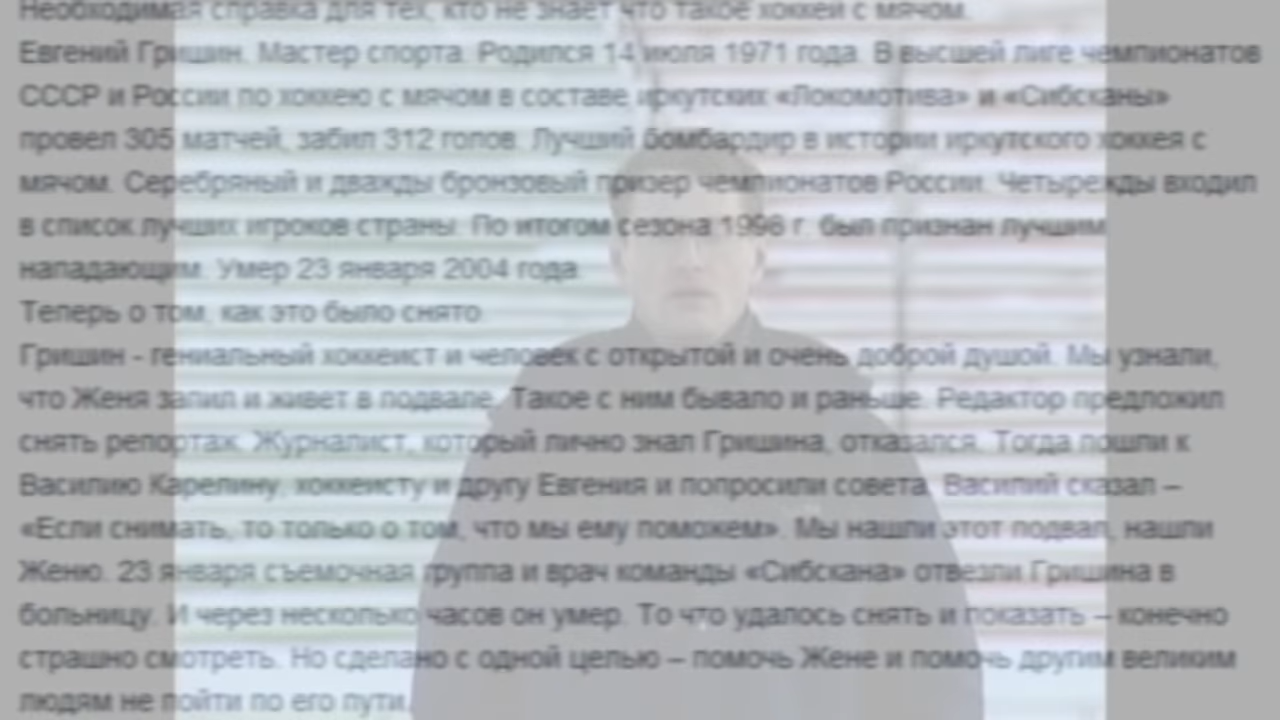 Необходимая справка для тех, кто не знает что такое хоккей с мячом.
Евгений Гришин. Мастер спорта. Родился 14 июля 1971 года. В высшей лиге чемпионатов
СССР и России по хоккею с мячом в составе иркутских «Локомотива» и «Сибсканы»
провел 305 матчей, забил 312 голов. Лучший бомбардир в истории иркутского хоккея с
мячом. Серебряный и дважды бронзовый призер чемпионатов России. Четырежды входил
в список лучших игроков страны. По итогом сезона 1998 г. был признан лучшим
нападающим. Умер 23 января 2004 года.
Теперь о том, как это было снято.
Гришин - гениальный хоккеист и человек с открытой и очень доброй душой. Мы узнали,
что Женя запил и живет в подвале. Такое с ним бывало и раньше. Редактор предложил
снять репортаж. Журналист, который лично знал Гришина, отказался. Тогда пошли к
Василию Карелину, хоккеисту и другу Евгения и попросили совета. Василий сказал –
«Если снимать, то только о том, что мы ему поможем». Мы нашли этот подвал, нашли
Женю. 23 января съемочная группа и врач команды «Сибскана» отвезли Гришина в
больницу. И через несколько часов он умер. То что удалось снять и показать – конечно
страшно смотреть. Но сделано с одной целью – помочь Жене и помочь другим великим
людям не пойти по его пути.